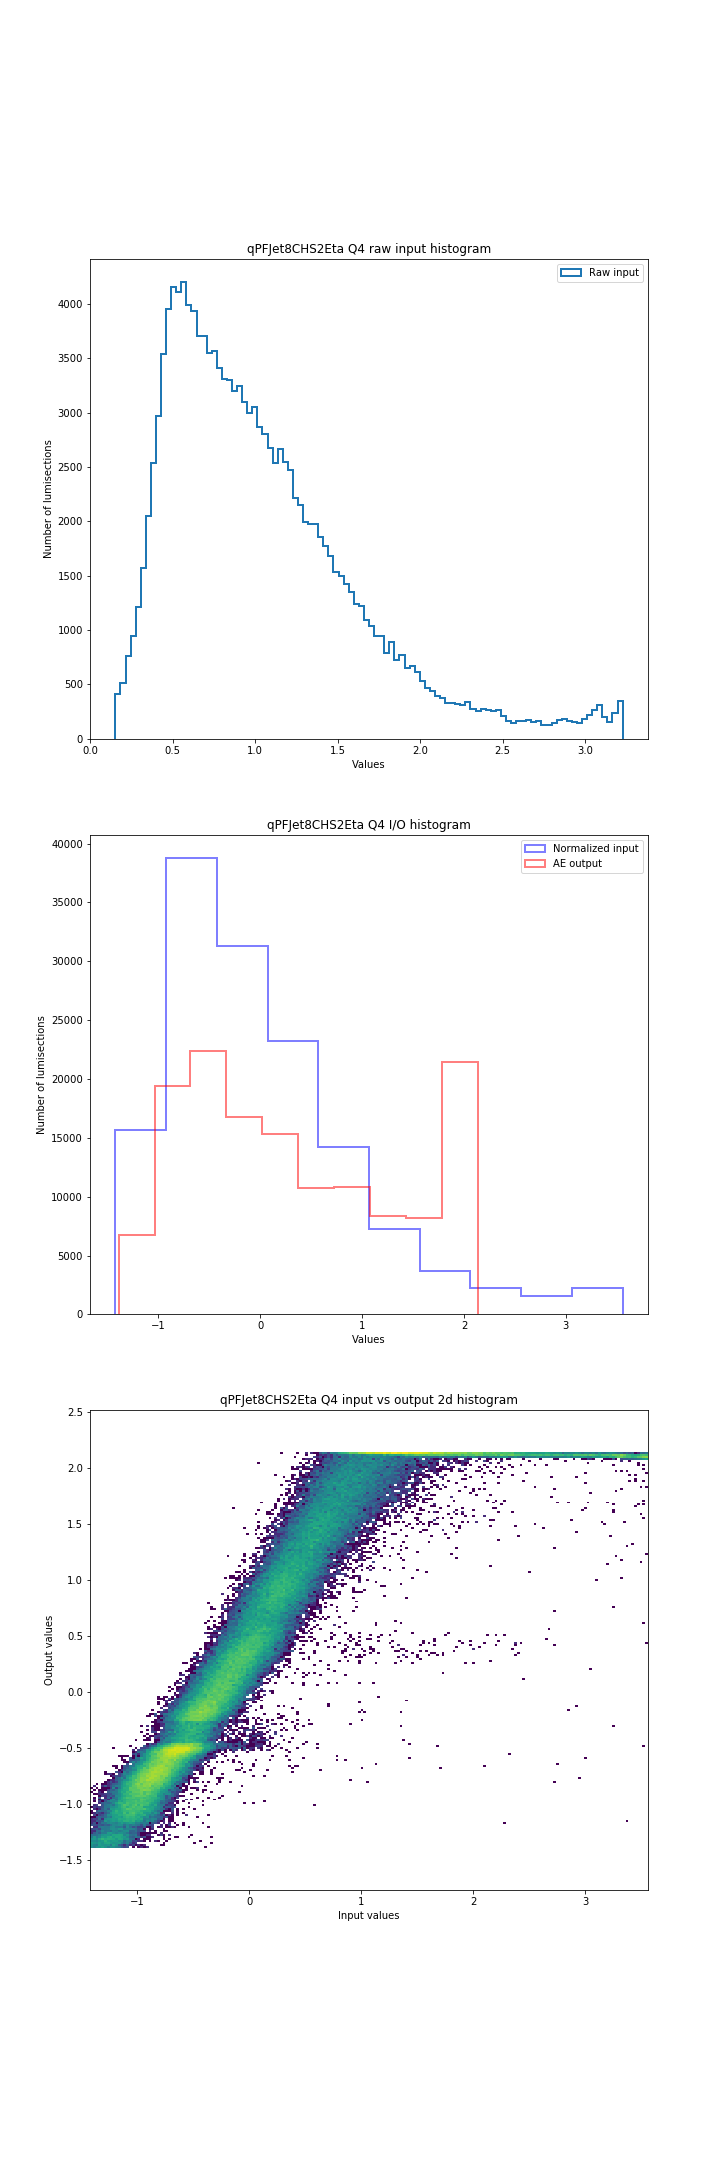 qPFJet8CHS2Eta Q4 raw input histogram
Raw input
4000
3500
3000
2500
2000
1500
1000
500
0
Number of lumisections
0.0 0.5 1.0 1.5 2.0 2.5 3.0
Values
qPFJet8CHS2Eta Q4 I/O histogram
Normalized input
AE output
40000
35000
30000
25000
20000
15000
10000
5000
0
Number of lumisections
−1 0 1 2 3
Values
qPFJet8CHS2Eta Q4 input vs output 2d histogram
2.5
2.0
1.5
1.0
0.5
0.0
−0.5
−1.0
−1.5
Output values
−1 0 1 2 3
Input values